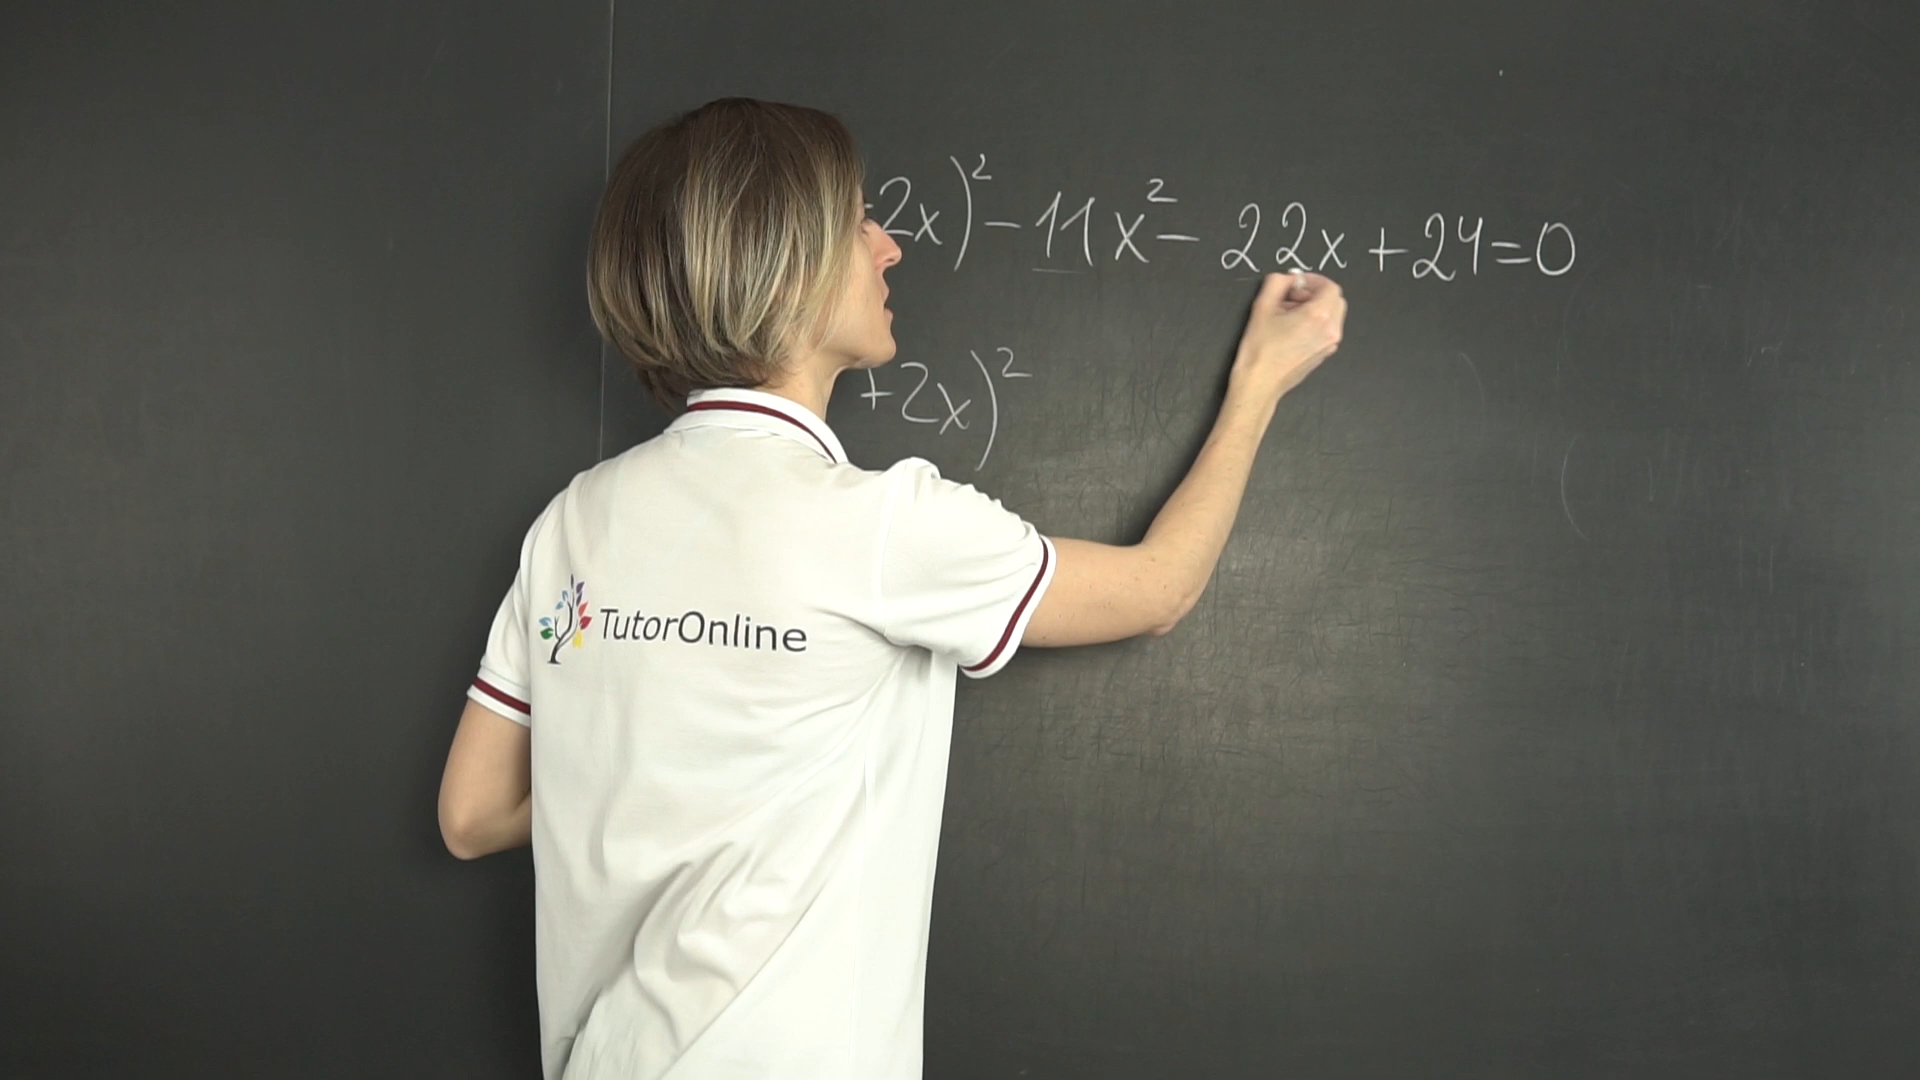 2x)² - 11x² - 22x + 24 = 0
+ 2x)²
TutorOnline